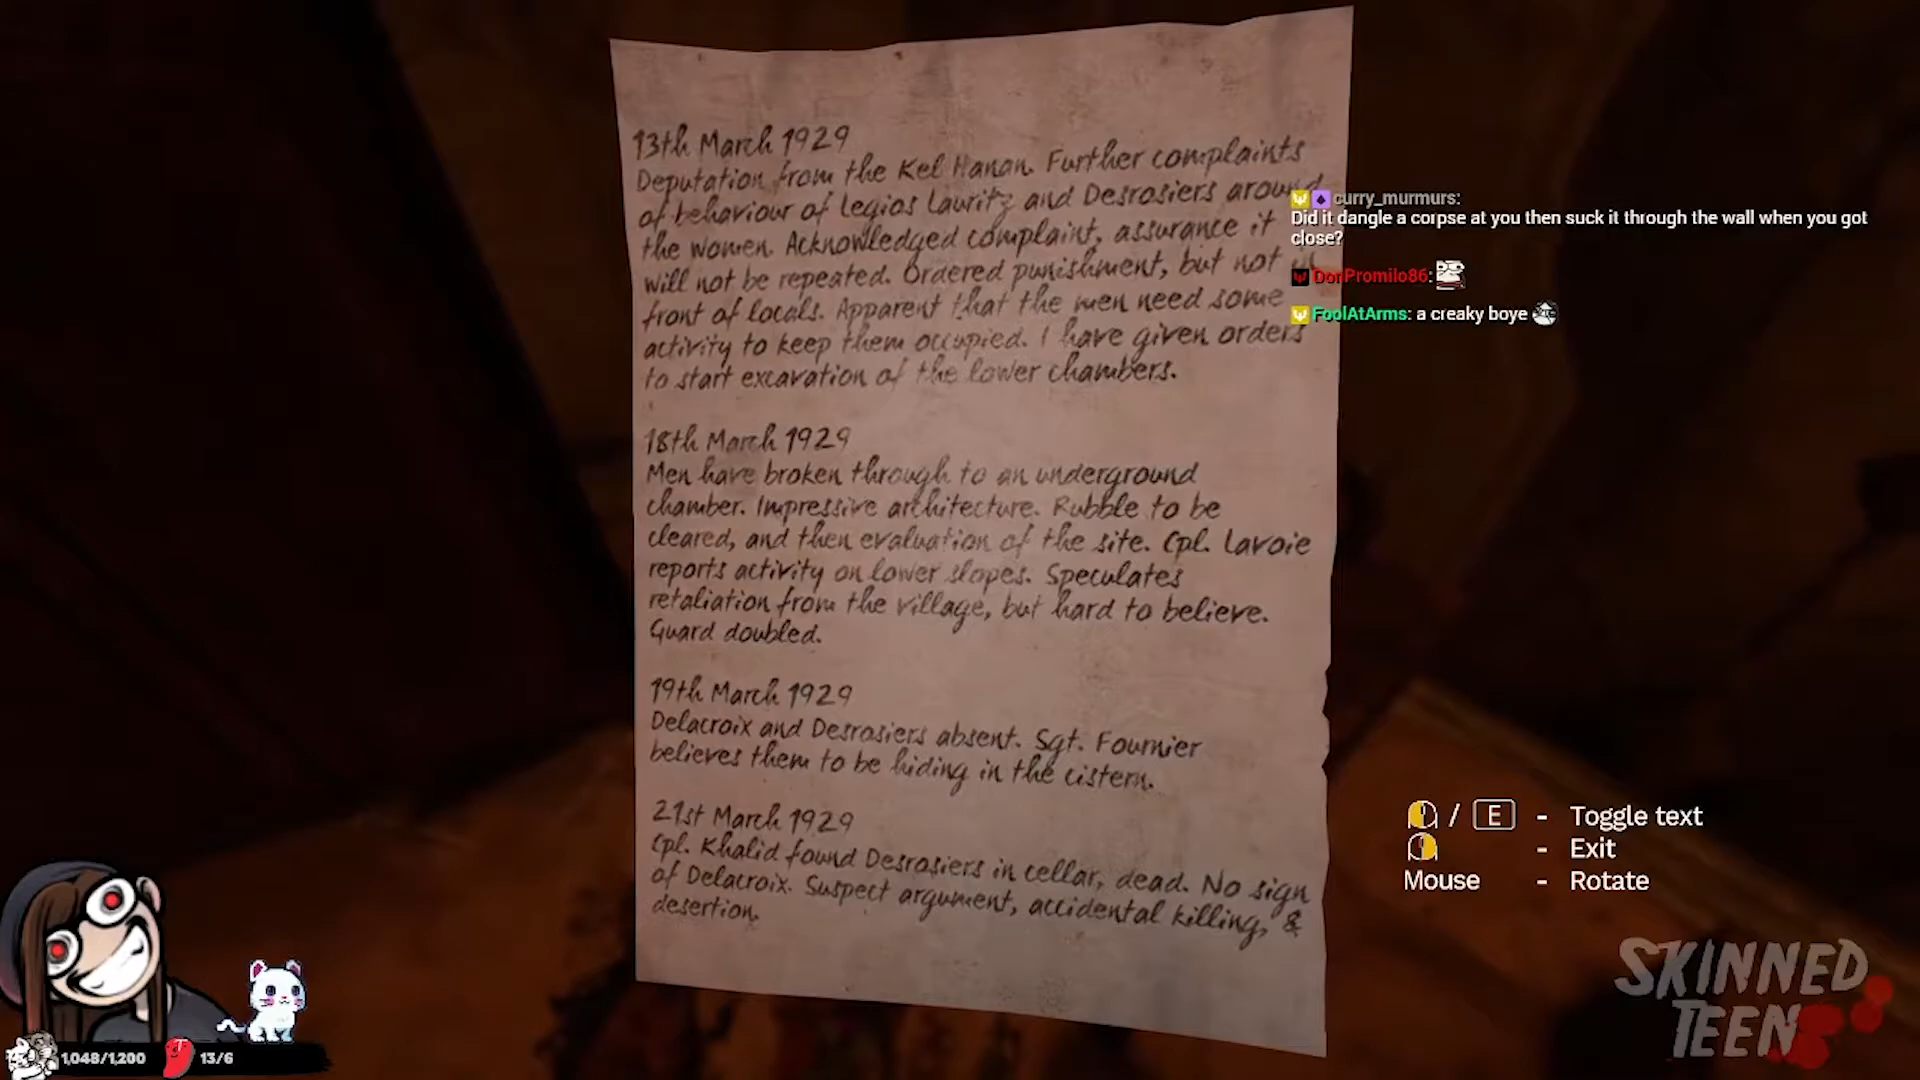 13th March 1929
Deputation from the Kel Hanan. Further complaints
of behaviour of Legios Lauritz and Desrosiers around
the women. Acknowledged complaint, assurance it
will not be repeated. Ordered punishment, but not in
front of locals. Apparent that the men need some
activity to keep them occupied. I have given orders
to start excavation of the lower chambers.
18th March 1929
Men have broken through to an underground
chamber. Impressive architecture. Rubble to be
cleared, and then evaluation of the site. Cpl. Lavoie
reports activity on lower slopes. Speculates
retaliation from the village, but hard to believe.
Guard doubled.
19th March 1929
Delacroix and Desrosiers absent. Sgt. Fournier
believes them to be hiding in the cistern.
21st March 1929
Cpl. Khalid found Desrosiers in cellar, dead. No sign
of Delacroix. Suspect argument, accidental killing, &
desertion.
curry_murmurs:
Did it dangle a corpse at you then suck it through the wall when you got
close?
DonPromilo86:
FoolAtArms: a creaky boye
/ E - Toggle text
- Exit
Mouse - Rotate
SKINNED
TEEN
1,048/1,200 13/6